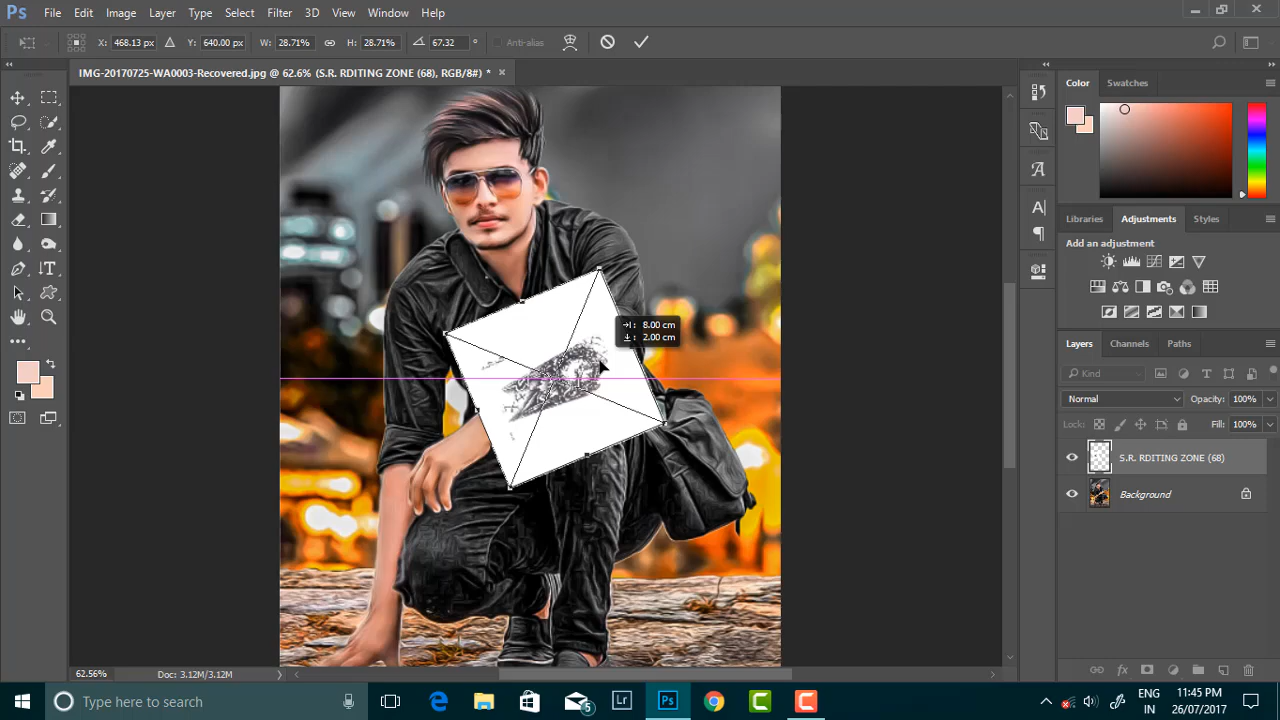 Ps File Edit Image Layer Type Select Filter 3D View Window Help
X: 468.13 px Y: 640.00 px W: 28.71% H: 28.71% 67.32 ° Anti-alias
IMG-20170725-WA0003-Recovered.jpg @ 62.6% (S.R. RDITING ZONE (68), RGB/8#) * ×
Color Swatches
Libraries Adjustments Styles
Add an adjustment
8.00 cm
2.00 cm
Layers Channels Paths
Kind
Normal Opacity: 100%
Lock: Fill: 100%
S.R. RDITING ZONE (68)
Background
62.56% Doc: 3.12M/3.12M
Type here to search
5
Lr
Ps
C
C
ENG
IN
11:45 PM
26/07/2017